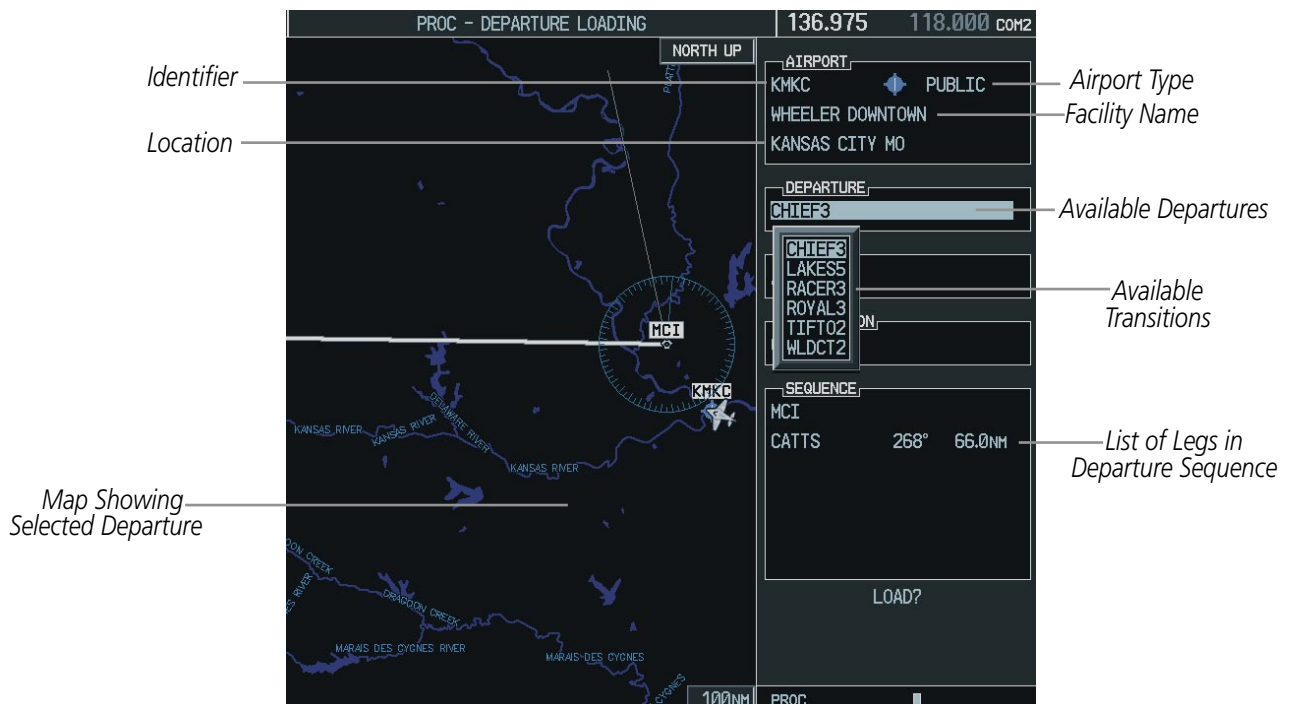 PROC – DEPARTURE LOADING
136.975 118.000 COM2
NORTH UP
Identifier
Location
Map Showing
Selected Departure
MCI
KMKC
KANSAS RIVER
KANSAS RIVER
DELAWARE RIVER
KANSAS RIVER
DRAGOON CREEK
MARAIS DES CYGNES RIVER
MARAIS DES CYGNES
CYGNES
100NM
AIRPORT
KMKC PUBLIC
WHEELER DOWNTOWN
KANSAS CITY MO
DEPARTURE
CHIEF3
CHIEF3
LAKES5
RACER3
ROYAL3
TIFTO2
WLDCT2
ON
SEQUENCE
MCI
CATTS 268° 66.0NM
LOAD?
PROC
Airport Type
Facility Name
Available Departures
Available
Transitions
List of Legs in
Departure Sequence